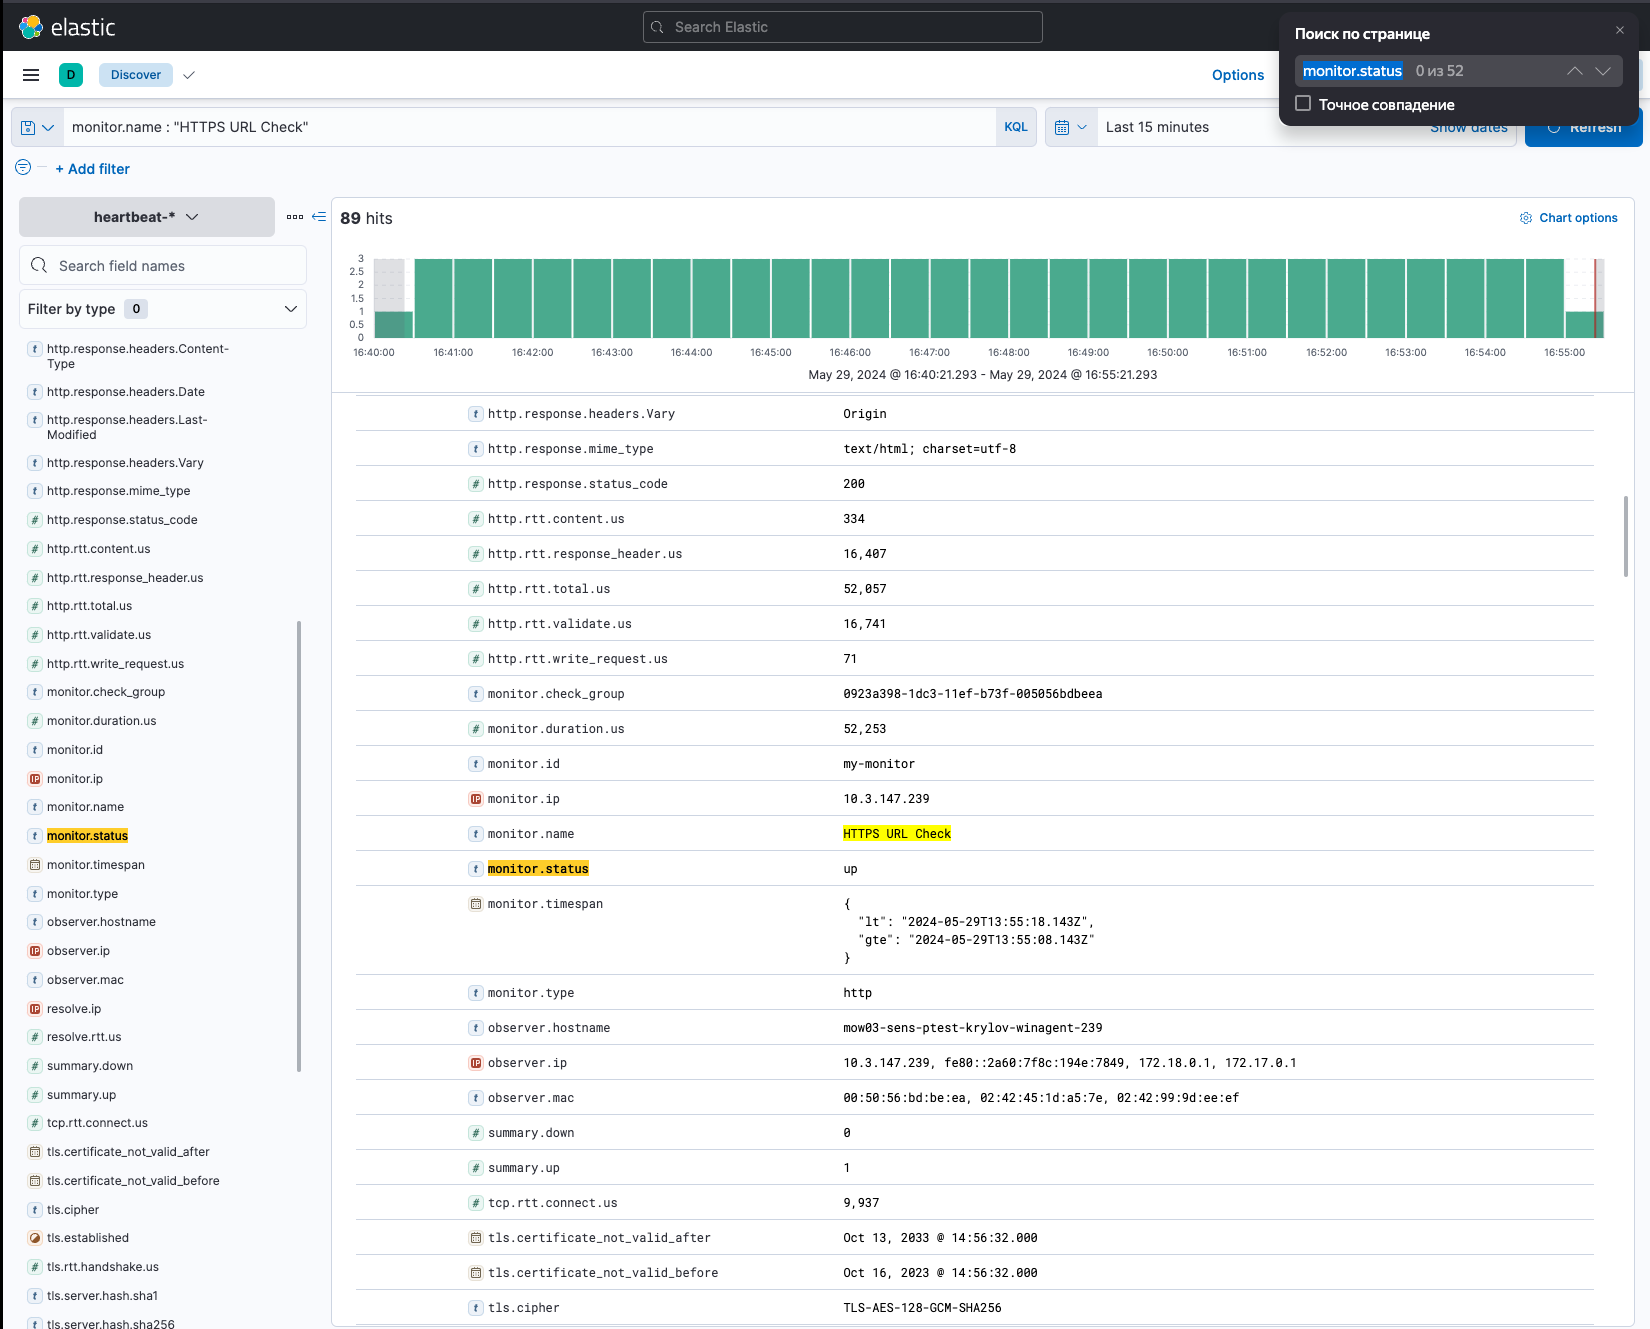 elastic
Search Elastic
Поиск по странице
monitor.status 0 из 52
Точное совпадение
D Discover
Options
monitor.name : "HTTPS URL Check"
KQL
Last 15 minutes
Show dates
Refresh
+ Add filter
heartbeat-*
Search field names
Filter by type 0
http.response.headers.Content-
Type
http.response.headers.Date
http.response.headers.Last-
Modified
http.response.headers.Vary
http.response.mime_type
http.response.status_code
http.rtt.content.us
http.rtt.response_header.us
http.rtt.total.us
http.rtt.validate.us
http.rtt.write_request.us
monitor.check_group
monitor.duration.us
monitor.id
monitor.ip
monitor.name
monitor.status
monitor.timespan
monitor.type
observer.hostname
observer.ip
observer.mac
resolve.ip
resolve.rtt.us
summary.down
summary.up
tcp.rtt.connect.us
tls.certificate_not_valid_after
tls.certificate_not_valid_before
tls.cipher
tls.established
tls.rtt.handshake.us
tls.server.hash.sha1
tls.server.hash.sha256
89 hits
Chart options
3
2.5
2
1.5
1
0.5
0
16:40:00 16:41:00 16:42:00 16:43:00 16:44:00 16:45:00 16:46:00 16:47:00 16:48:00 16:49:00 16:50:00 16:51:00 16:52:00 16:53:00 16:54:00 16:55:00
May 29, 2024 @ 16:40:21.293 - May 29, 2024 @ 16:55:21.293
http.response.headers.Vary Origin
http.response.mime_type text/html; charset=utf-8
http.response.status_code 200
http.rtt.content.us 334
http.rtt.response_header.us 16,407
http.rtt.total.us 52,057
http.rtt.validate.us 16,741
http.rtt.write_request.us 71
monitor.check_group 0923a398-1dc3-11ef-b73f-005056bdbeea
monitor.duration.us 52,253
monitor.id my-monitor
monitor.ip 10.3.147.239
monitor.name HTTPS URL Check
monitor.status up
monitor.timespan {
"lt": "2024-05-29T13:55:18.143Z",
"gte": "2024-05-29T13:55:08.143Z"
}
monitor.type http
observer.hostname mow03-sens-ptest-krylov-winagent-239
observer.ip 10.3.147.239, fe80::2a60:7f8c:194e:7849, 172.18.0.1, 172.17.0.1
observer.mac 00:50:56:bd:be:ea, 02:42:45:1d:a5:7e, 02:42:99:9d:ee:ef
summary.down 0
summary.up 1
tcp.rtt.connect.us 9,937
tls.certificate_not_valid_after Oct 13, 2033 @ 14:56:32.000
tls.certificate_not_valid_before Oct 16, 2023 @ 14:56:32.000
tls.cipher TLS-AES-128-GCM-SHA256